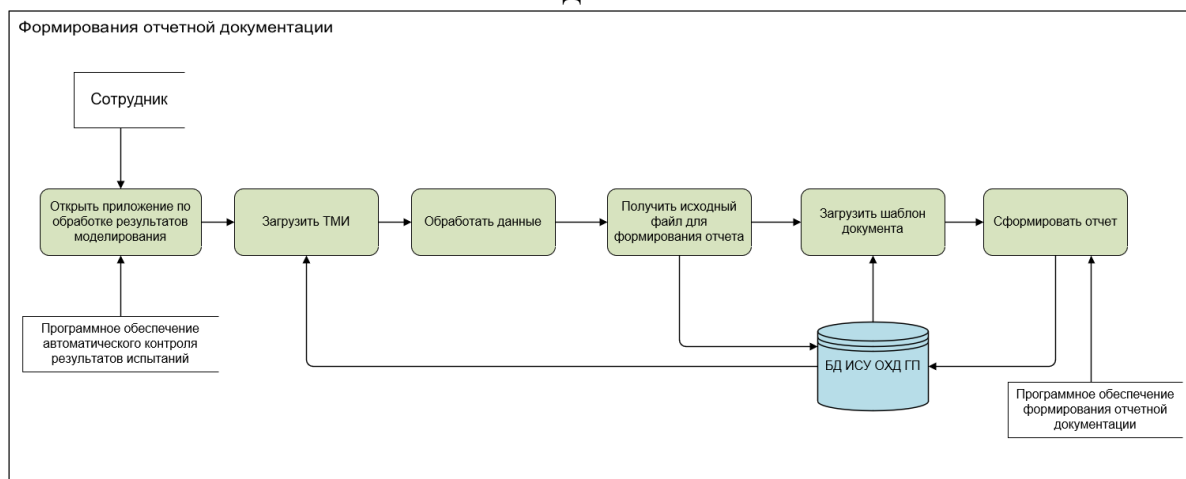 Д
Формирования отчетной документации
Сотрудник
Открыть приложение по
обработке результатов
моделирования
Загрузить ТМИ
Обработать данные
Получить исходный
файл для
формирования отчета
Загрузить шаблон
документа
Сформировать отчет
Программное обеспечение
автоматического контроля
результатов испытаний
БД ИСУ ОХД ГП
Программное обеспечение
формирования отчетной
документации